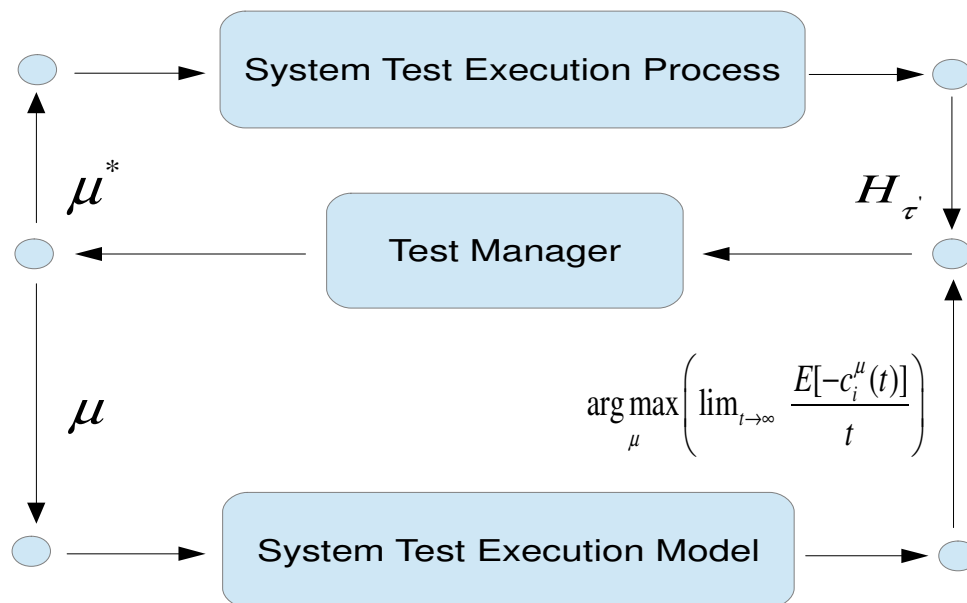 System Test Execution Process
μ*
H_τ'
Test Manager
μ
arg max_μ ( lim_{t→∞} E[-c_i^μ(t)] / t )
System Test Execution Model